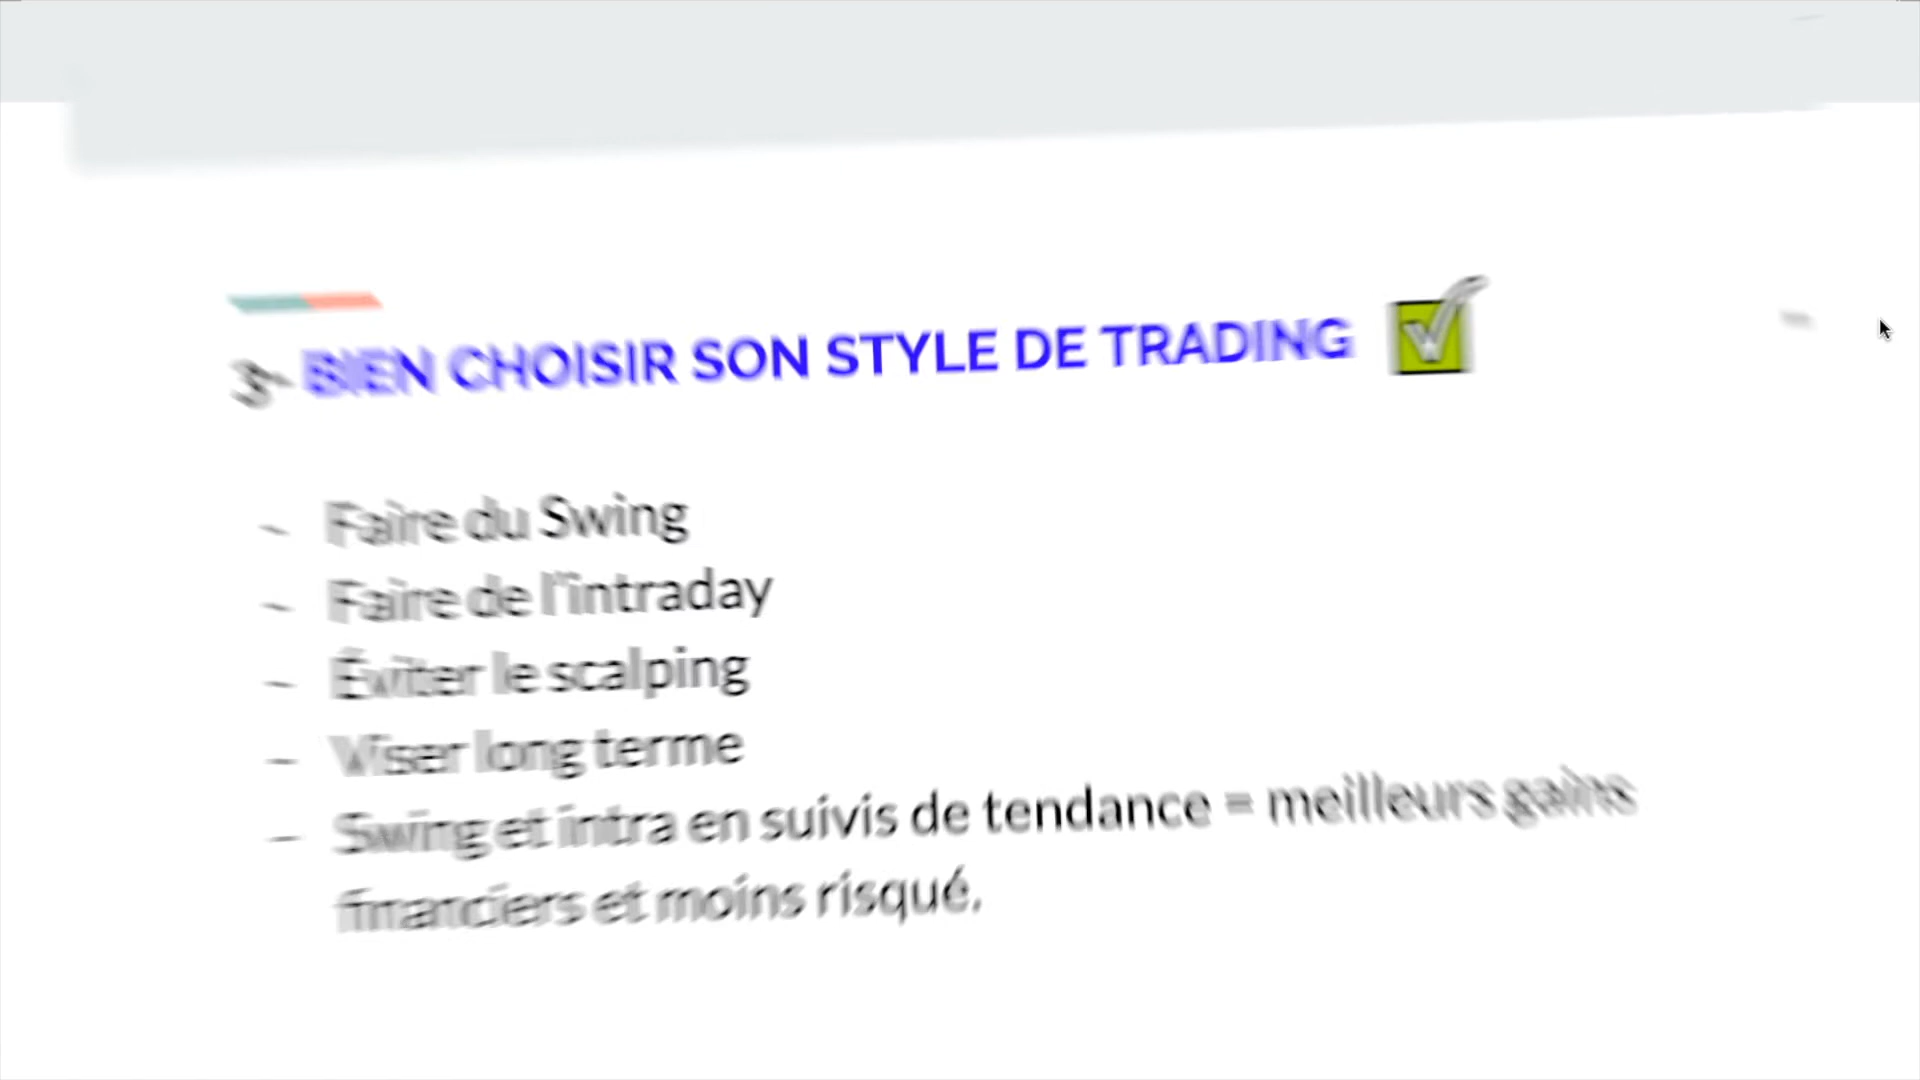 3- BIEN CHOISIR SON STYLE DE TRADING
- Faire du Swing
- Faire de l'intraday
- Éviter le scalping
- Viser long terme
- Swing et intra en suivis de tendance = meilleurs gains
financiers et moins risqué.